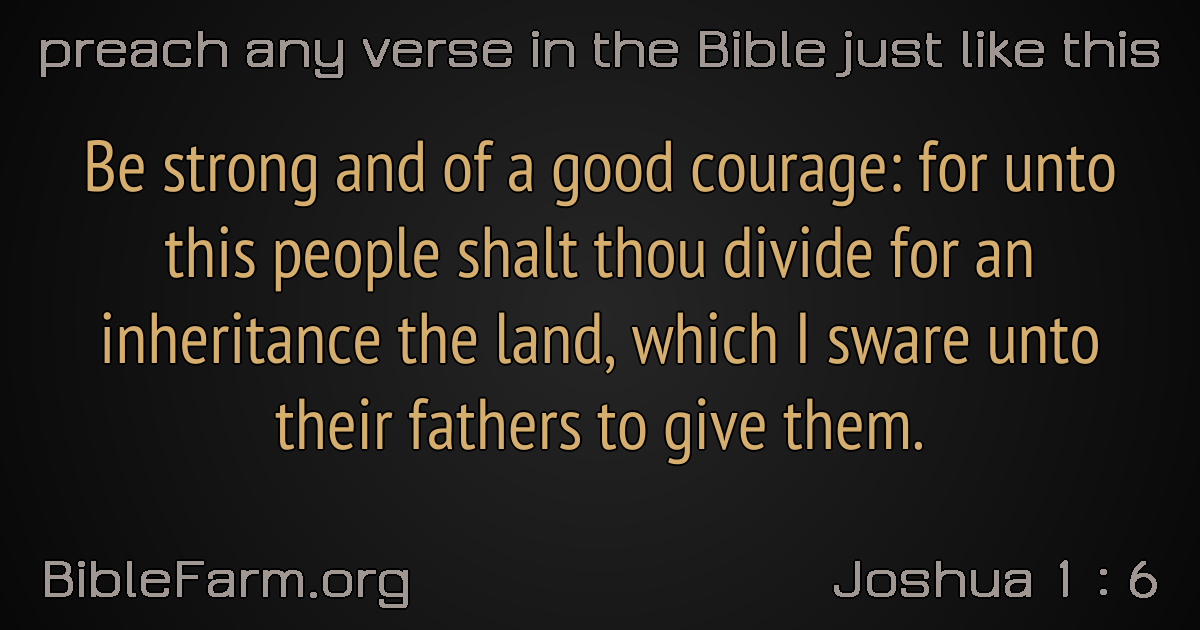 preach any verse in the Bible just like this
Be strong and of a good courage: for unto
this people shalt thou divide for an
inheritance the land, which I sware unto
their fathers to give them.
BibleFarm.org
Joshua 1 : 6